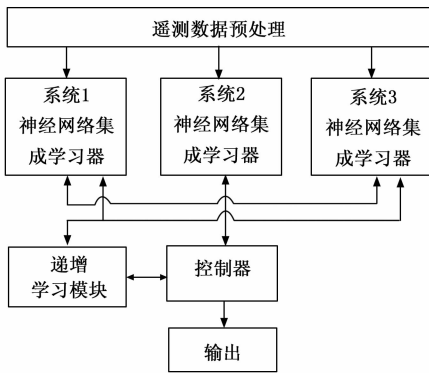 遥测数据预处理
系统1
神经网络集
成学习器
系统2
神经网络集
成学习器
系统3
神经网络集
成学习器
递增
学习模块
控制器
输出